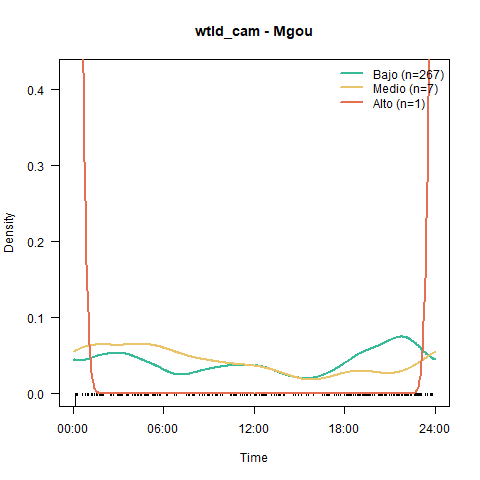 wtld_cam - Mgou
Bajo (n=267)
Medio (n=7)
Alto (n=1)
Density
0.4
0.3
0.2
0.1
0.0
00:00 06:00 12:00 18:00 24:00
Time